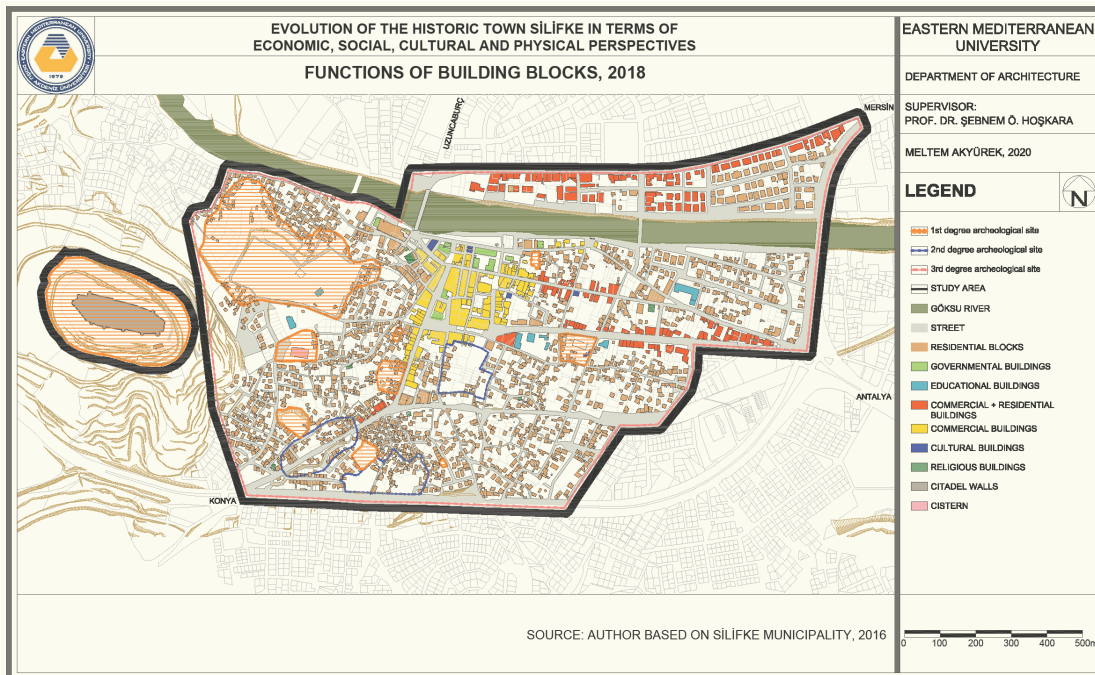 EVOLUTION OF THE HISTORIC TOWN SİLİFKE IN TERMS OF
ECONOMIC, SOCIAL, CULTURAL AND PHYSICAL PERSPECTIVES
FUNCTIONS OF BUILDING BLOCKS, 2018
EASTERN MEDITERRANEAN
UNIVERSITY
DEPARTMENT OF ARCHITECTURE
SUPERVISOR:
PROF. DR. ŞEBNEM Ö. HOŞKARA
MELTEM AKYÜREK, 2020
LEGEND
N
1st degree archeological site
2nd degree archeological site
3rd degree archeological site
STUDY AREA
GÖKSU RIVER
STREET
RESIDENTIAL BLOCKS
GOVERNMENTAL BUILDINGS
EDUCATIONAL BUILDINGS
COMMERCIAL + RESIDENTIAL
BUILDINGS
COMMERCIAL BUILDINGS
CULTURAL BUILDINGS
RELIGIOUS BUILDINGS
CITADEL WALLS
CISTERN
0 100 200 300 400 500m
UZUNCABURÇ
MERSİN
ANTALYA
KONYA
SOURCE: AUTHOR BASED ON SİLİFKE MUNICIPALITY, 2016
1979